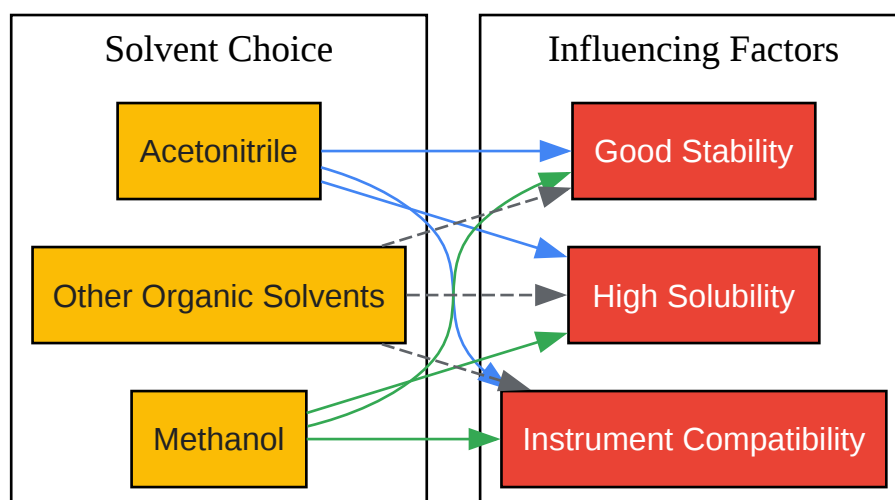 Solvent Choice
Acetonitrile
Other Organic Solvents
Methanol
Influencing Factors
Good Stability
High Solubility
Instrument Compatibility